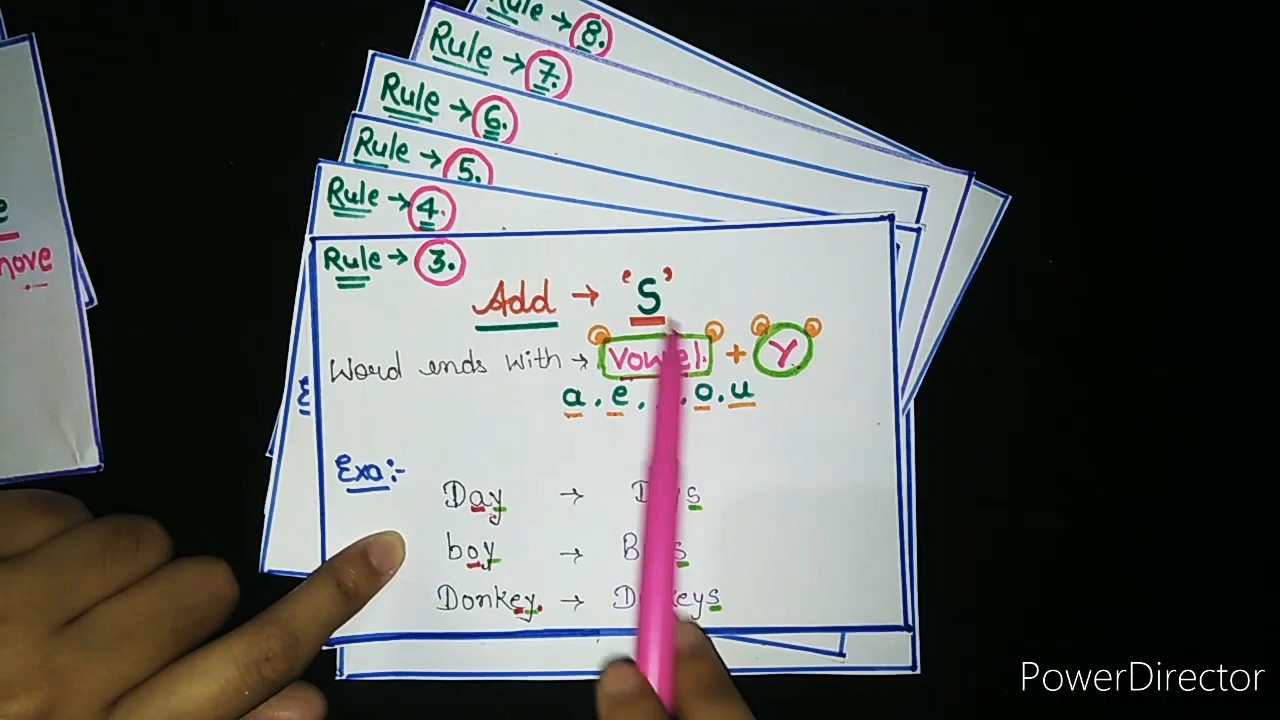 Rule → 8.
Rule → 7.
Rule → 6.
Rule → 5.
Rule → 4.
Rule → 3.
Add → 'S'
Word ends with → Vowel. + Y
a . e . . o . u
Exa:-
Day →
boy →
Donkey. →
PowerDirector